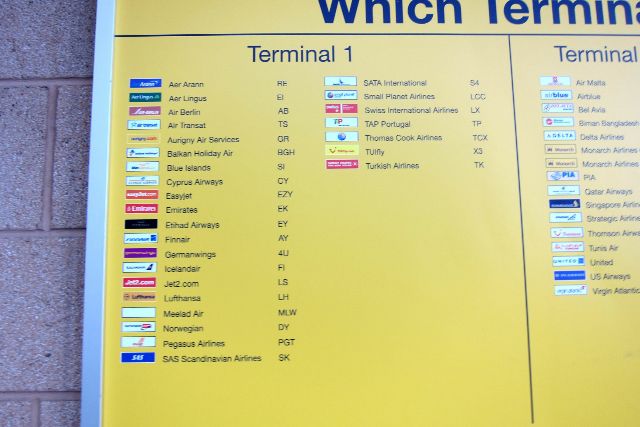 Which Termina
Terminal 1
Aer Arann RE
Aer Lingus EI
Air Berlin AB
Air Transat TS
Aurigny Air Services GR
Balkan Holiday Air BGH
Blue Islands SI
Cyprus Airways CY
Easyjet EZY
Emirates EK
Etihad Airways EY
Finnair AY
Germanwings 4U
Icelandair FI
Jet2.com LS
Lufthansa LH
Meelad Air MLW
Norwegian DY
Pegasus Airlines PGT
SAS Scandinavian Airlines SK
SATA International S4
Small Planet Airlines LCC
Swiss International Airlines LX
TAP Portugal TP
Thomas Cook Airlines TCX
TUIfly X3
Turkish Airlines TK
Terminal
Air Malta
Airblue
Bel Avia
Biman Bangladesh
Delta Airlines
Monarch Airlines
Monarch Airlines
PIA
Qatar Airways
Singapore Airlin
Strategic Airline
Thomson Airwa
Tunis Air
United
US Airways
Virgin Atlantic